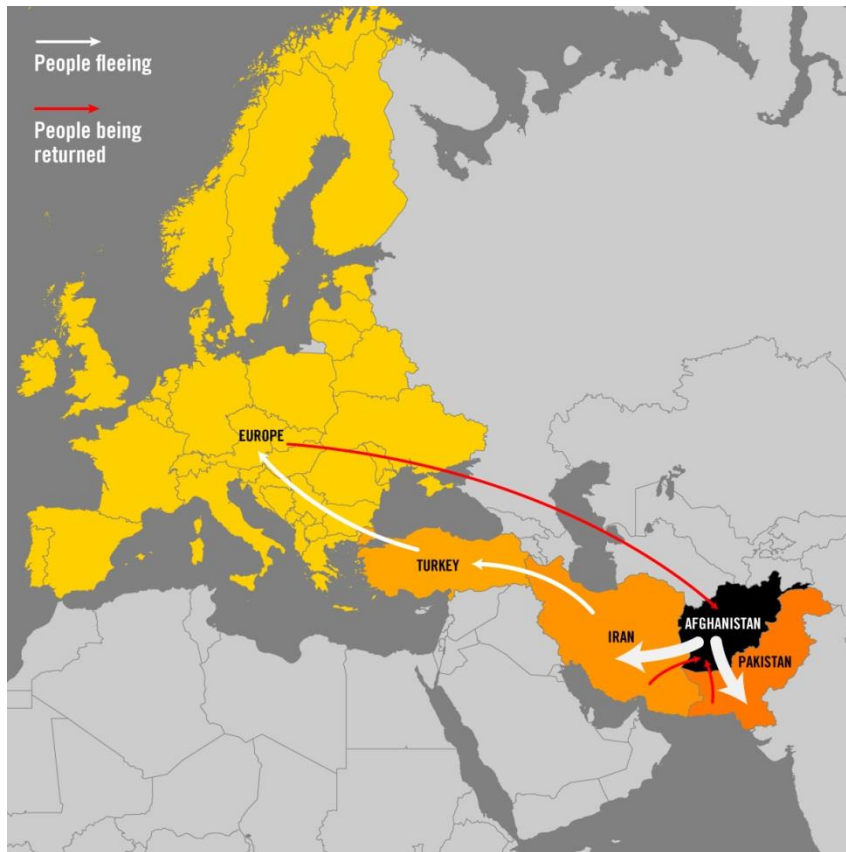 People fleeing
People being
returned
EUROPE
TURKEY
AFGHANISTAN
IRAN
PAKISTAN